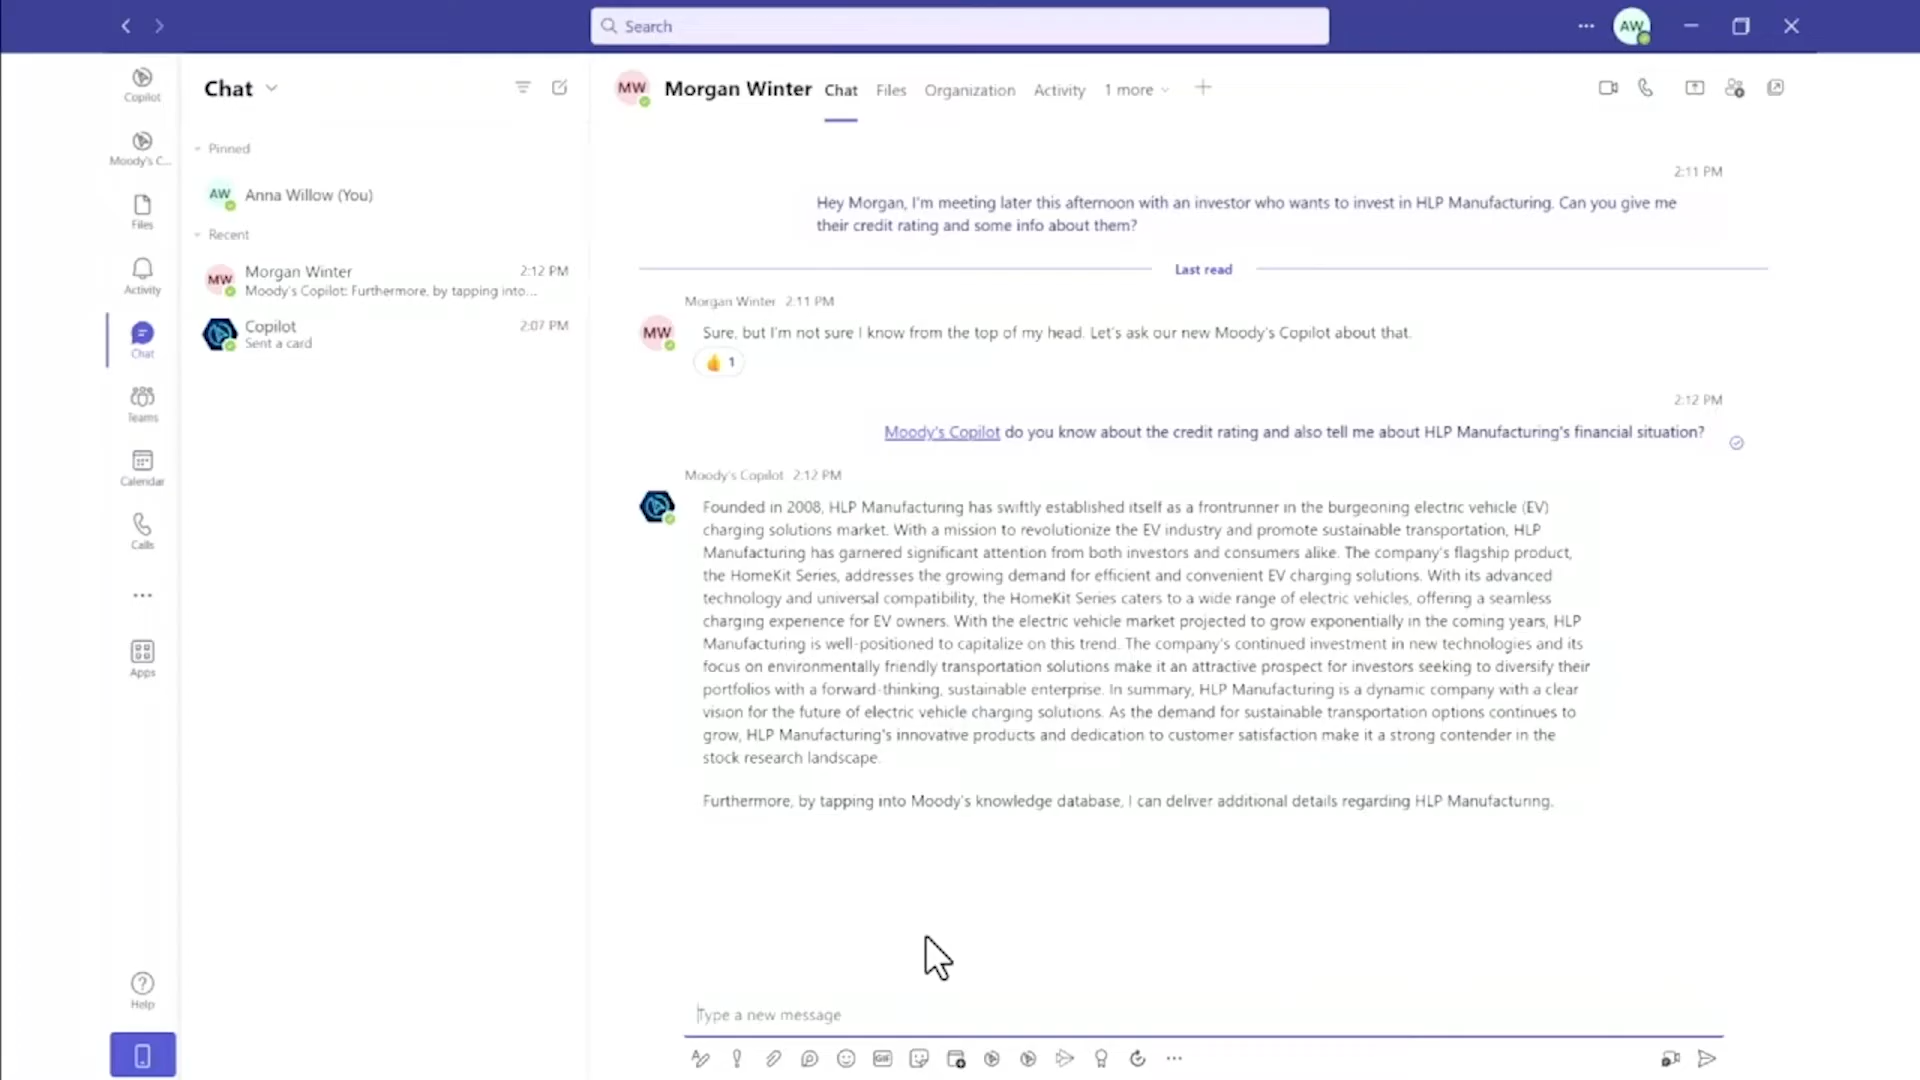 Search
AW
Copilot
Moody's C...
Files
Activity
Chat
Teams
Calendar
Calls
Apps
Help
Chat
Pinned
AW Anna Willow (You)
Recent
MW Morgan Winter 2:12 PM
Moody's Copilot: Furthermore, by tapping into...
Copilot 2:07 PM
Sent a card
MW Morgan Winter Chat Files Organization Activity 1 more
2:11 PM
Hey Morgan, I'm meeting later this afternoon with an investor who wants to invest in HLP Manufacturing. Can you give me
their credit rating and some info about them?
Last read
Morgan Winter 2:11 PM
MW Sure, but I'm not sure I know from the top of my head. Let's ask our new Moody's Copilot about that.
👍 1
2:12 PM
Moody's Copilot do you know about the credit rating and also tell me about HLP Manufacturing's financial situation?
Moody's Copilot 2:12 PM
Founded in 2008, HLP Manufacturing has swiftly established itself as a frontrunner in the burgeoning electric vehicle (EV)
charging solutions market. With a mission to revolutionize the EV industry and promote sustainable transportation, HLP
Manufacturing has garnered significant attention from both investors and consumers alike. The company's flagship product,
the HomeKit Series, addresses the growing demand for efficient and convenient EV charging solutions. With its advanced
technology and universal compatibility, the HomeKit Series caters to a wide range of electric vehicles, offering a seamless
charging experience for EV owners. With the electric vehicle market projected to grow exponentially in the coming years, HLP
Manufacturing is well-positioned to capitalize on this trend. The company's continued investment in new technologies and its
focus on environmentally friendly transportation solutions make it an attractive prospect for investors seeking to diversify their
portfolios with a forward-thinking, sustainable enterprise. In summary, HLP Manufacturing is a dynamic company with a clear
vision for the future of electric vehicle charging solutions. As the demand for sustainable transportation options continues to
grow, HLP Manufacturing's innovative products and dedication to customer satisfaction make it a strong contender in the
stock research landscape.
Furthermore, by tapping into Moody's knowledge database, I can deliver additional details regarding HLP Manufacturing.
Type a new message
GIF